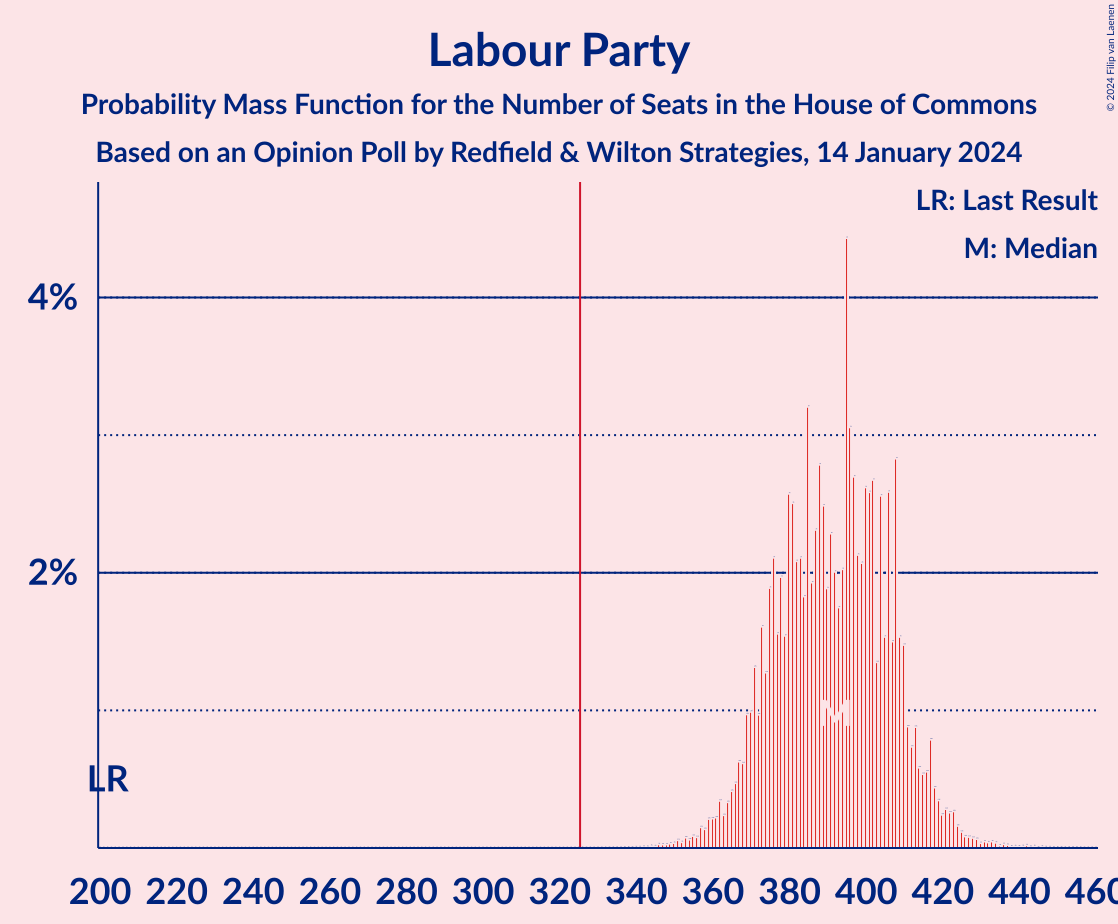 Labour Party
Probability Mass Function for the Number of Seats in the House of Commons
Based on an Opinion Poll by Redfield & Wilton Strategies, 14 January 2024
© 2024 Filip van Laenen
LR: Last Result
M: Median
4%
2%
M
LR
200 220 240 260 280 300 320 340 360 380 400 420 440 460